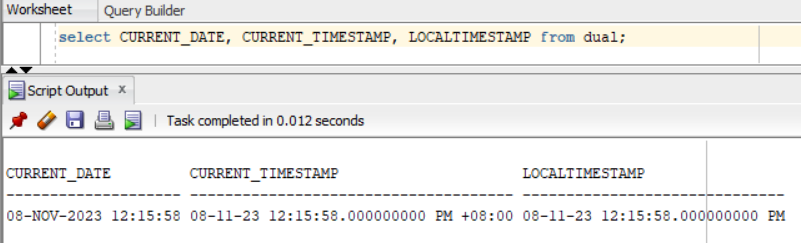 Worksheet Query Builder
select CURRENT_DATE, CURRENT_TIMESTAMP, LOCALTIMESTAMP from dual;
Script Output x
Task completed in 0.012 seconds
CURRENT_DATE CURRENT_TIMESTAMP LOCALTIMESTAMP
-------------------- ------------------------------------- ------------------------------
08-NOV-2023 12:15:58 08-11-23 12:15:58.000000000 PM +08:00 08-11-23 12:15:58.000000000 PM